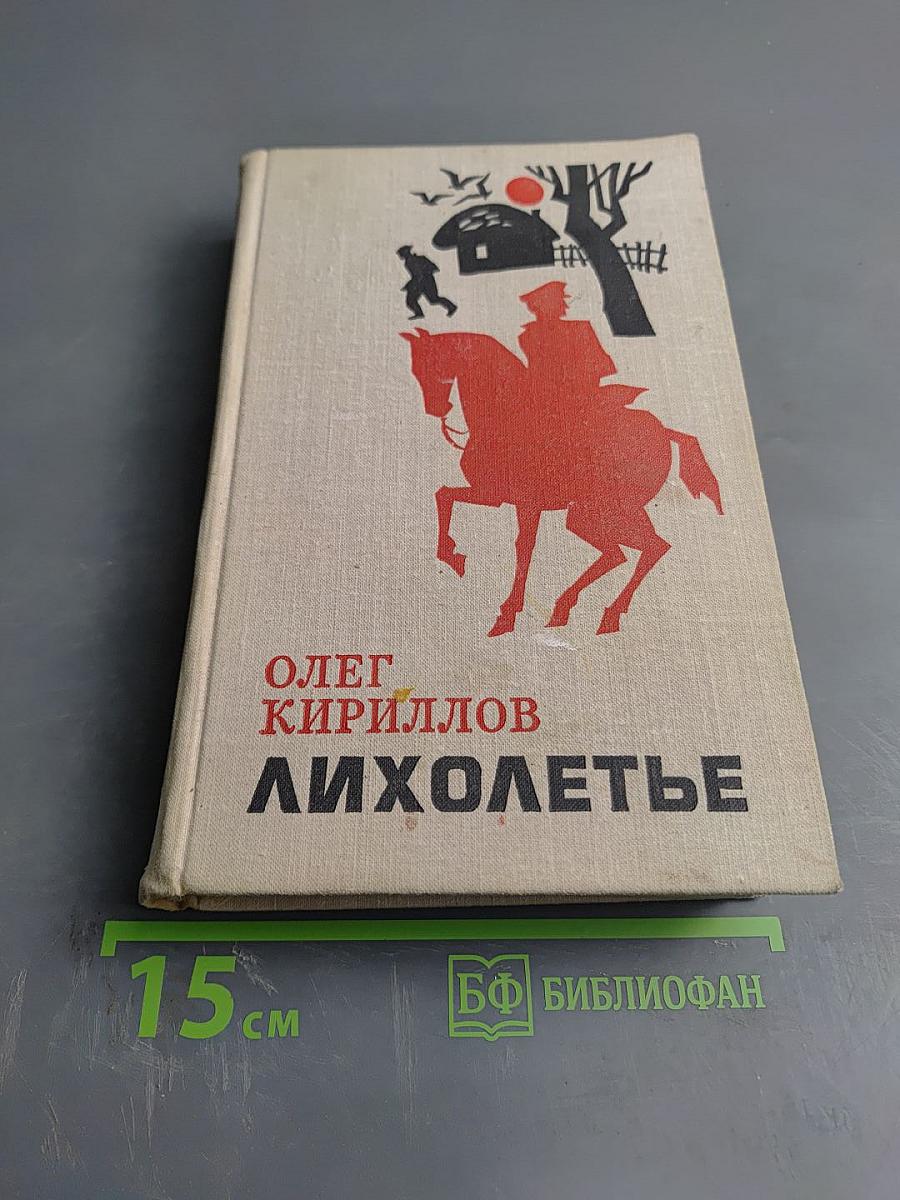 ОЛЕГ
КИРИЛЛОВ
ЛИХОЛЕТЬЕ
15 см
БФ БИБЛИОФАН